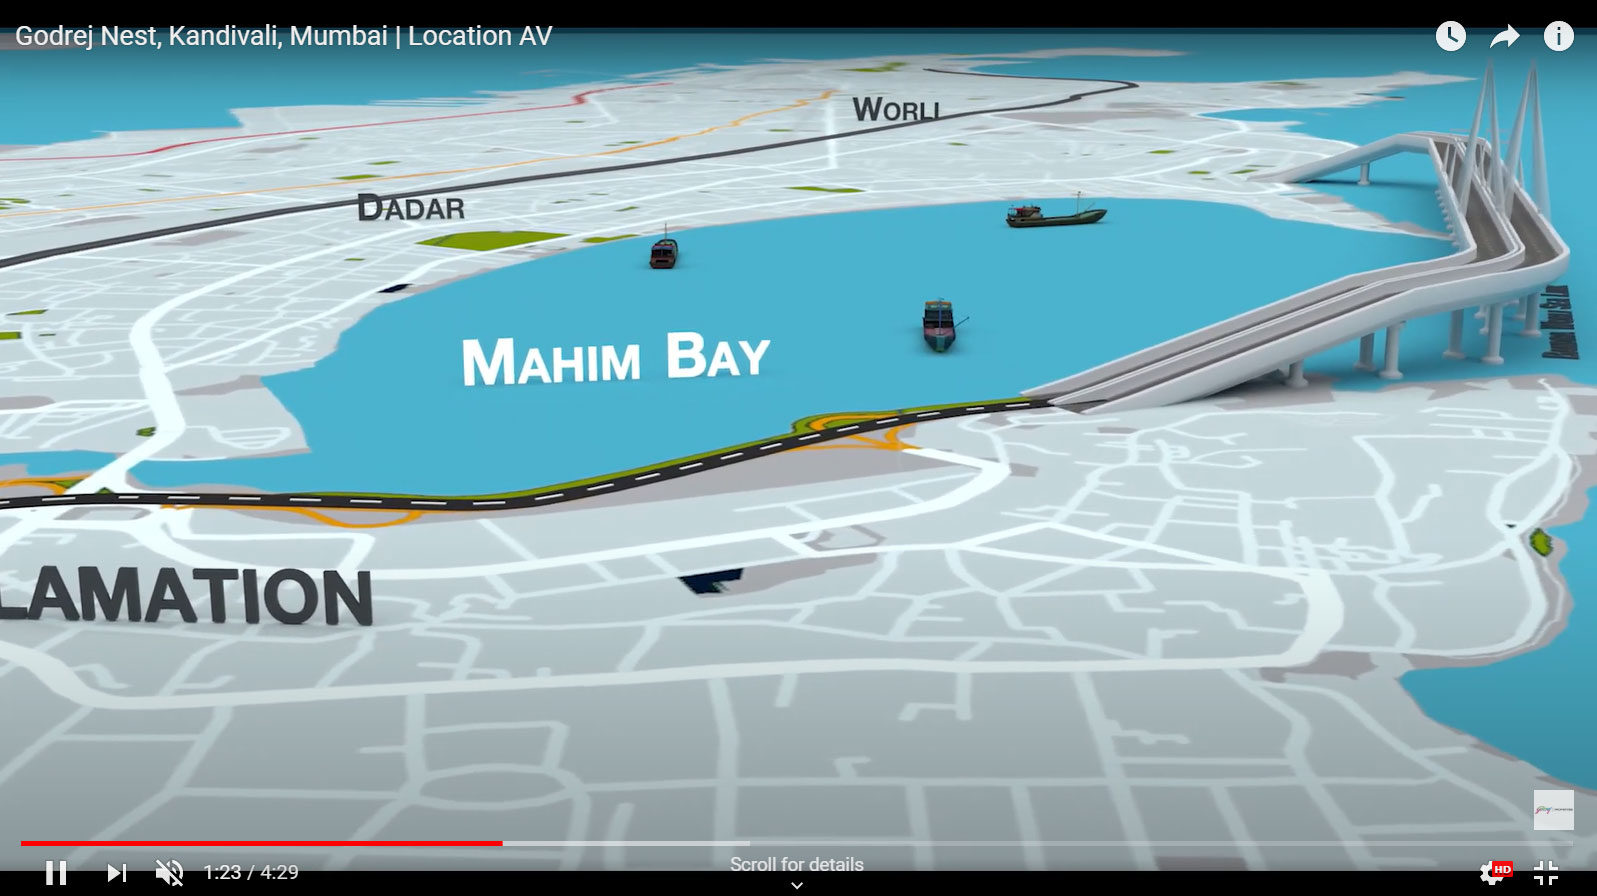 Godrej Nest, Kandivali, Mumbai | Location AV
WORLI
DADAR
MAHIM BAY
LAMATION
1:23 / 4:29
Scroll for details
HD